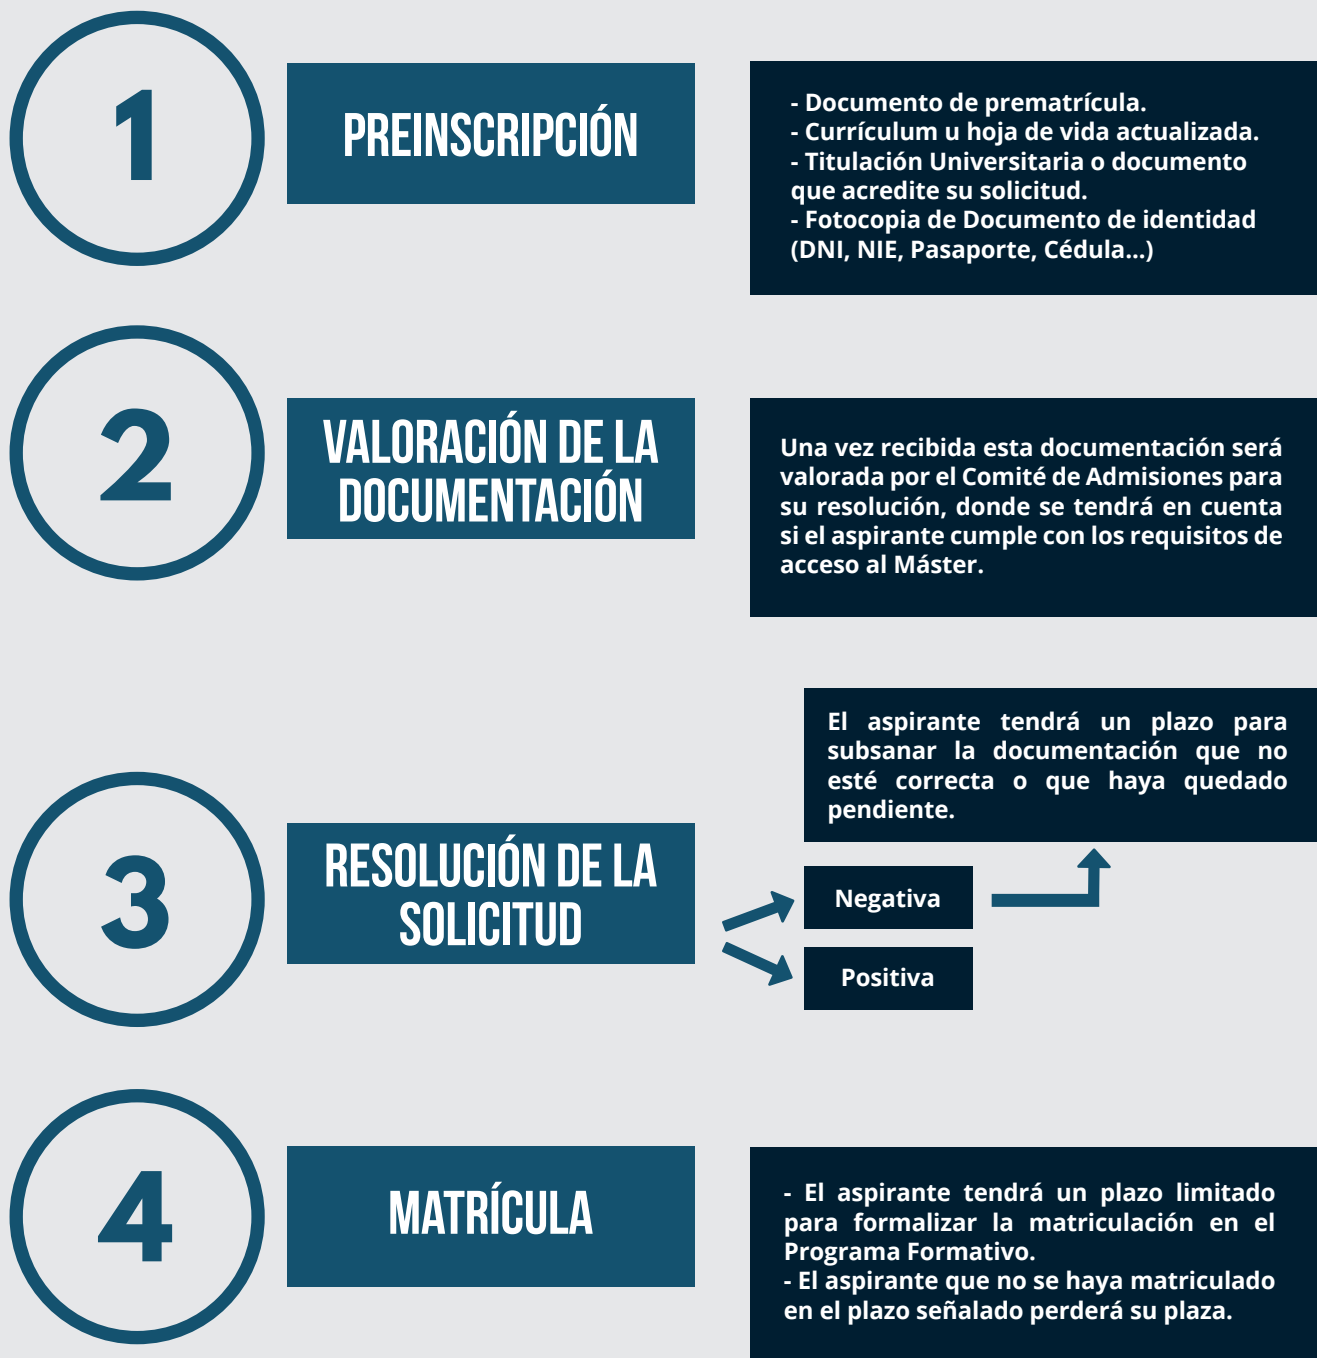 1
PREINSCRIPCIÓN
- Documento de prematrícula.
- Currículum u hoja de vida actualizada.
- Titulación Universitaria o documento
que acredite su solicitud.
- Fotocopia de Documento de identidad
(DNI, NIE, Pasaporte, Cédula...)
2
VALORACIÓN DE LA
DOCUMENTACIÓN
Una vez recibida esta documentación será
valorada por el Comité de Admisiones para
su resolución, donde se tendrá en cuenta
si el aspirante cumple con los requisitos de
acceso al Máster.
3
RESOLUCIÓN DE LA
SOLICITUD
El aspirante tendrá un plazo para
subsanar la documentación que no
esté correcta o que haya quedado
pendiente.
Negativa
Positiva
4
MATRÍCULA
- El aspirante tendrá un plazo limitado
para formalizar la matriculación en el
Programa Formativo.
- El aspirante que no se haya matriculado
en el plazo señalado perderá su plaza.